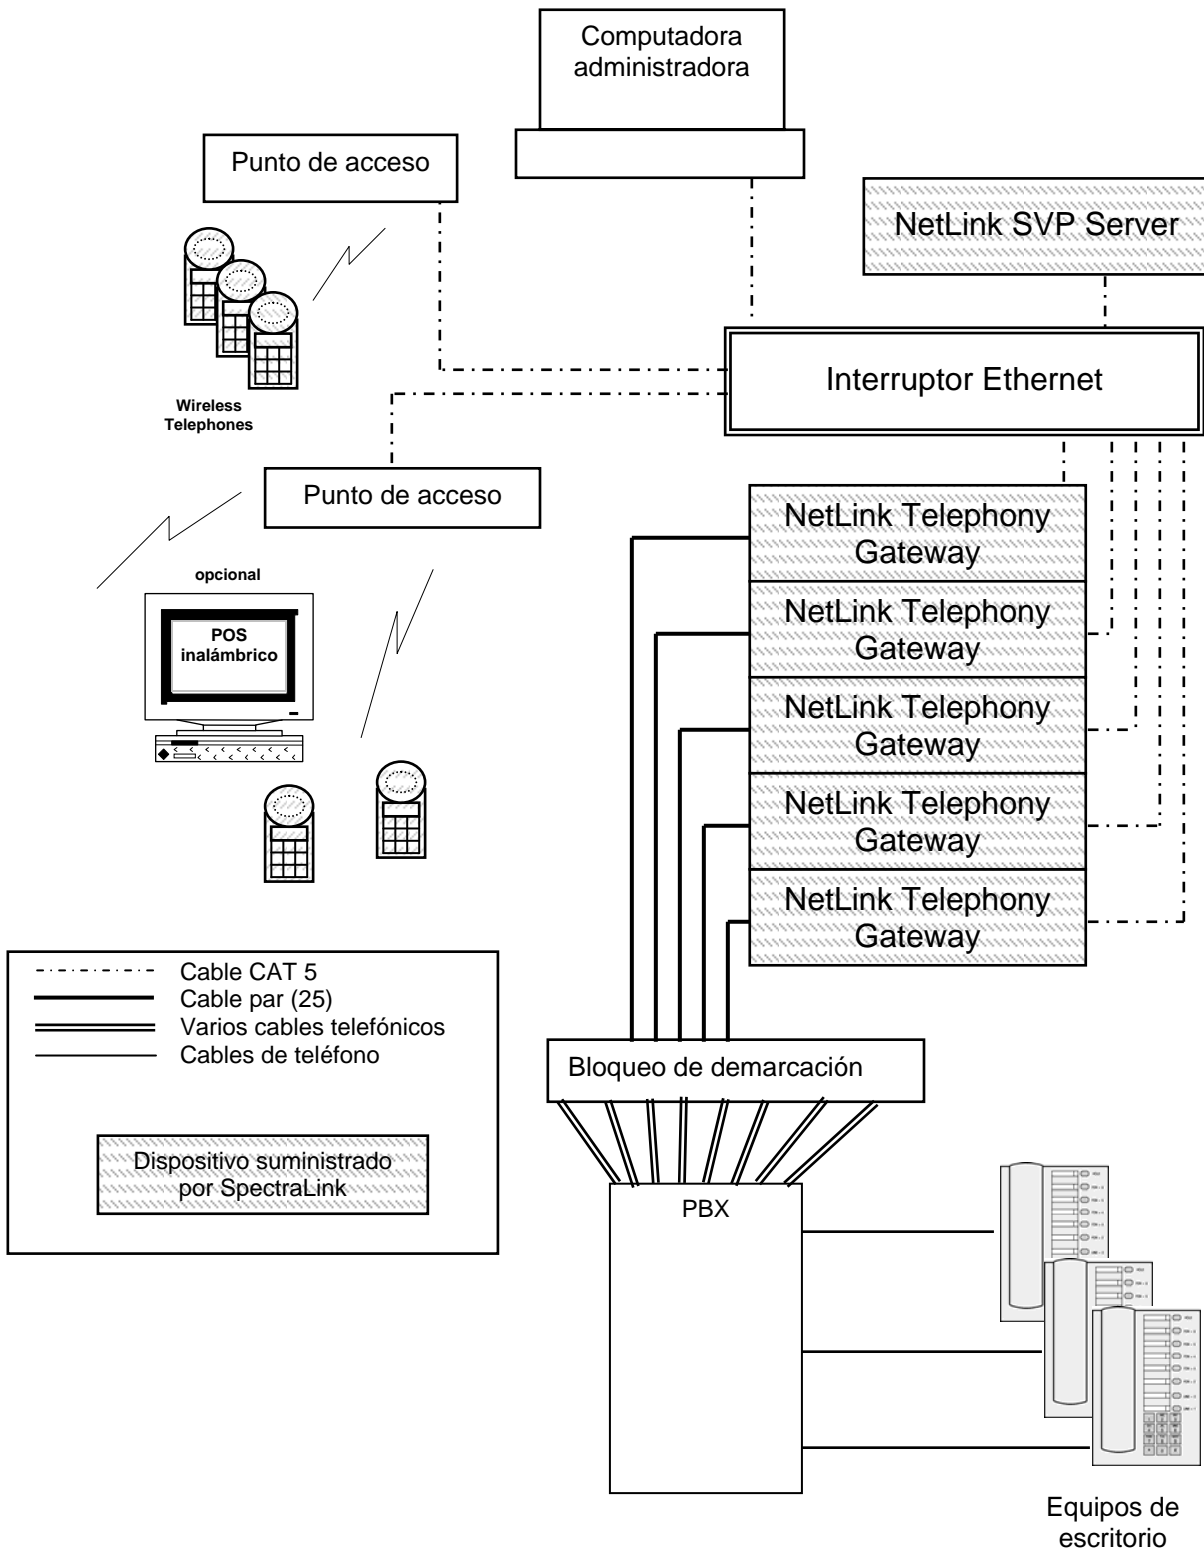 Computadora
administradora
Punto de acceso
NetLink SVP Server
Interruptor Ethernet
Wireless
Telephones
Punto de acceso
opcional
POS
inalámbrico
NetLink Telephony
Gateway
NetLink Telephony
Gateway
NetLink Telephony
Gateway
NetLink Telephony
Gateway
NetLink Telephony
Gateway
Cable CAT 5
Cable par (25)
Varios cables telefónicos
Cables de teléfono
Dispositivo suministrado
por SpectraLink
Bloqueo de demarcación
PBX
Equipos de
escritorio